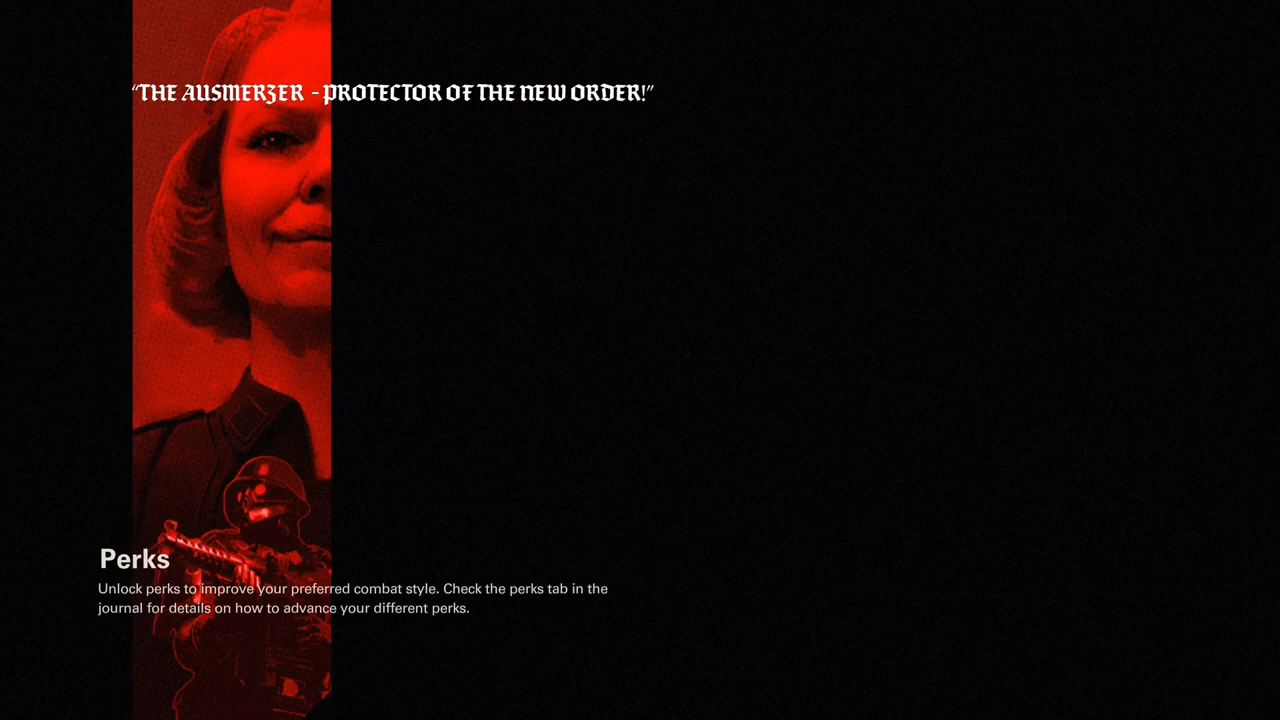 “THE AUSMERZER - PROTECTOR OF THE NEW ORDER!”
Perks
Unlock perks to improve your preferred combat style. Check the perks tab in the
journal for details on how to advance your different perks.